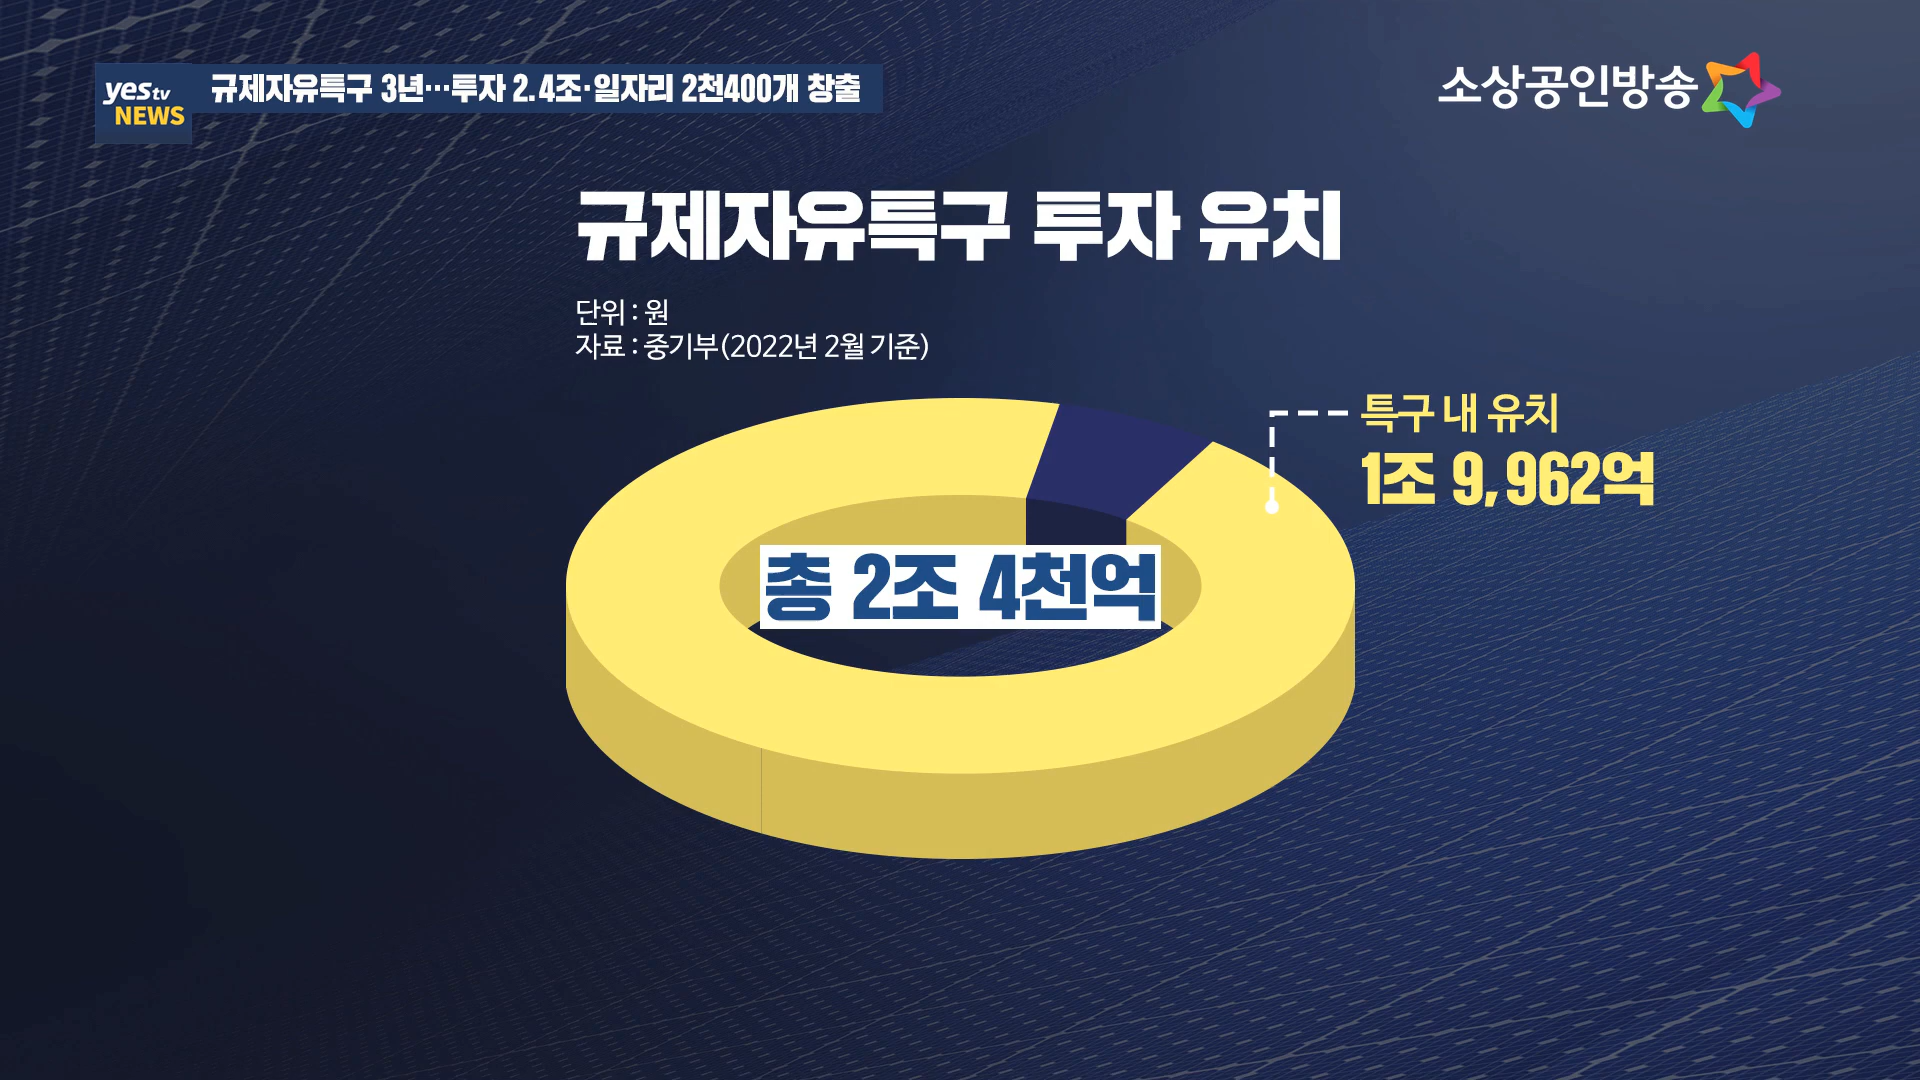 yes tv NEWS
규제자유특구 3년…투자 2.4조·일자리 2천400개 창출
소상공인방송
규제자유특구 투자 유치
단위 : 원
자료 : 중기부(2022년 2월 기준)
특구 내 유치
1조 9,962억
총 2조 4천억